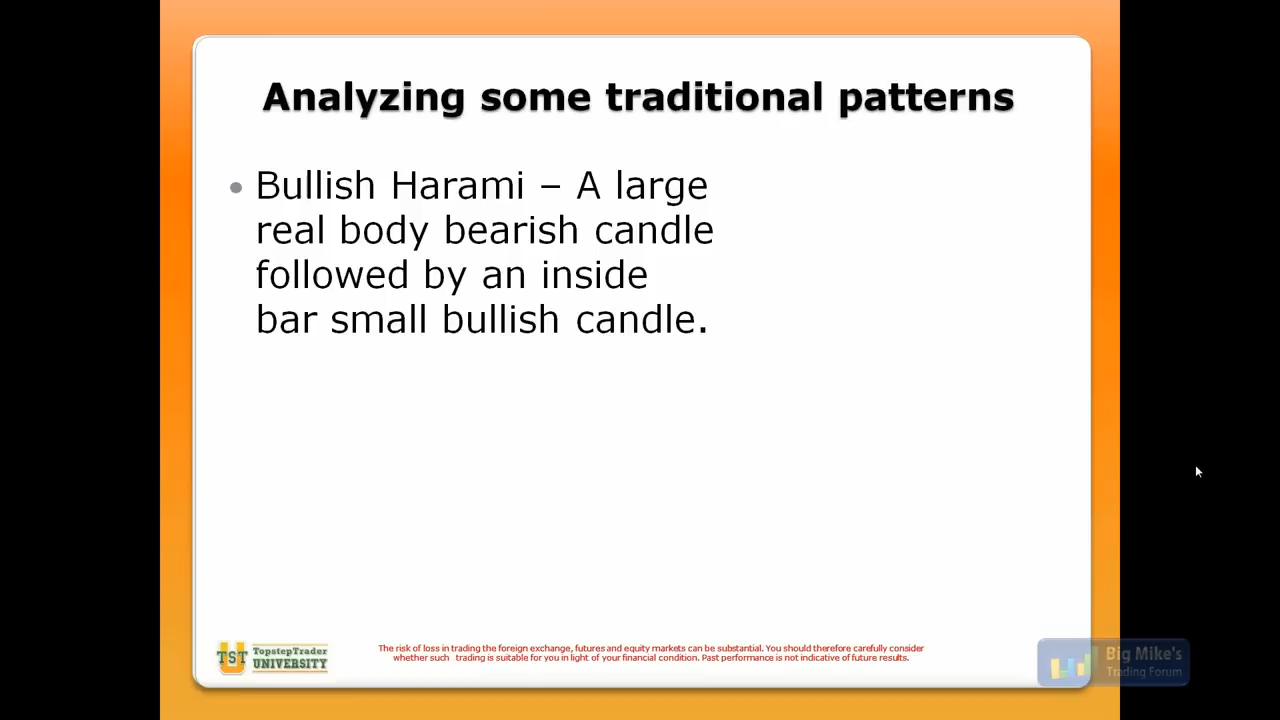 Analyzing some traditional patterns
Bullish Harami – A large
real body bearish candle
followed by an inside
bar small bullish candle.
TST
U
TopstepTrader
UNIVERSITY
The risk of loss in trading the foreign exchange, futures and equity markets can be substantial. You should therefore carefully consider
whether such trading is suitable for you in light of your financial condition. Past performance is not indicative of future results.
Big Mike's
Trading Forum